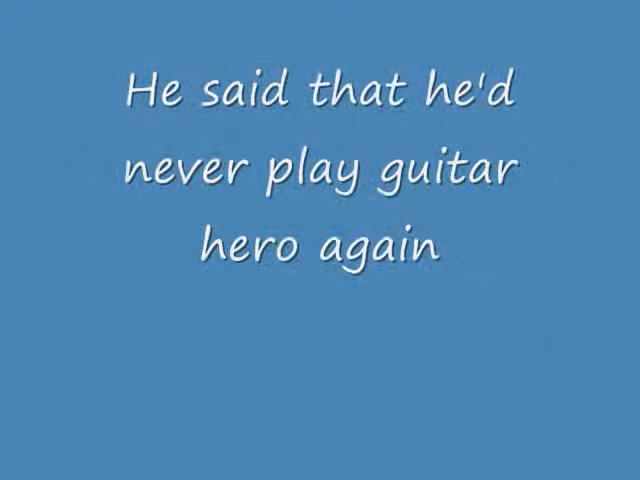 He said that he'd
never play guitar
hero again